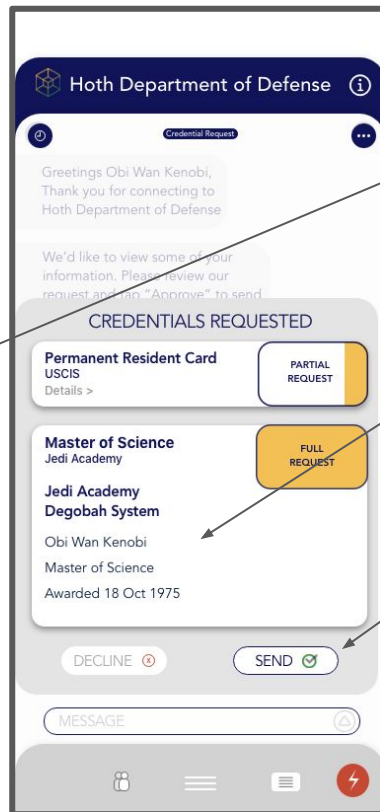 Hoth Department of Defense
Credential Request
Greetings Obi Wan Kenobi,
Thank you for connecting to
Hoth Department of Defense
We'd like to view some of your
information. Please review our
request and tap "Approve" to send
CREDENTIALS REQUESTED
Permanent Resident Card
USCIS
Details >
PARTIAL
REQUEST
Master of Science
Jedi Academy
FULL
REQUEST
Jedi Academy
Degobah System
Obi Wan Kenobi
Master of Science
Awarded 18 Oct 1975
DECLINE
SEND
MESSAGE